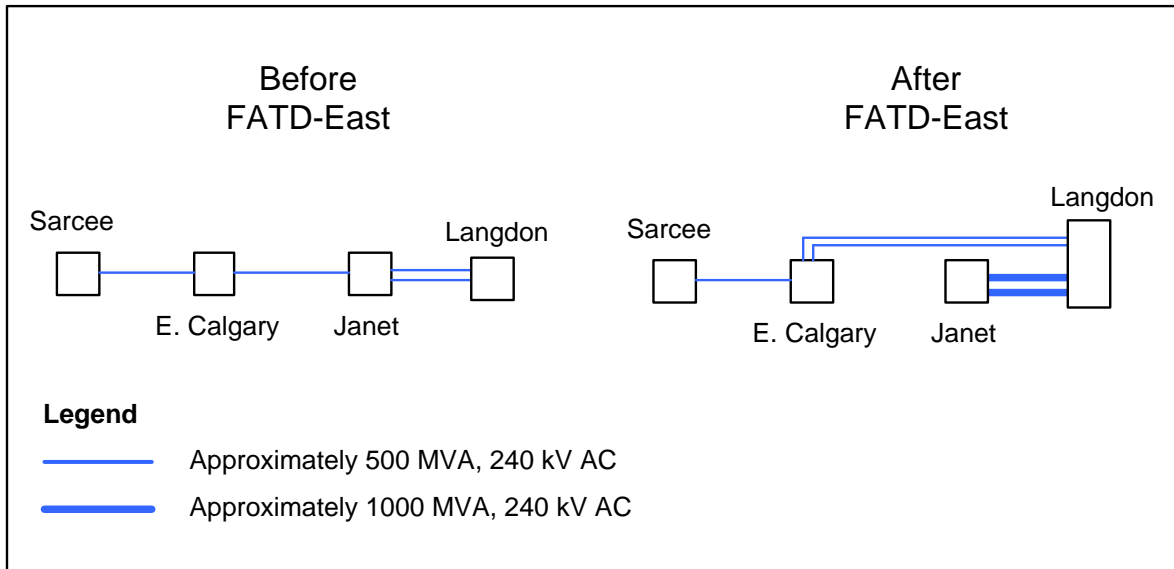 Before
FATD-East
After
FATD-East
Sarcee
Langdon
E. Calgary
Janet
Sarcee
Langdon
E. Calgary
Janet
Legend
Approximately 500 MVA, 240 kV AC
Approximately 1000 MVA, 240 kV AC